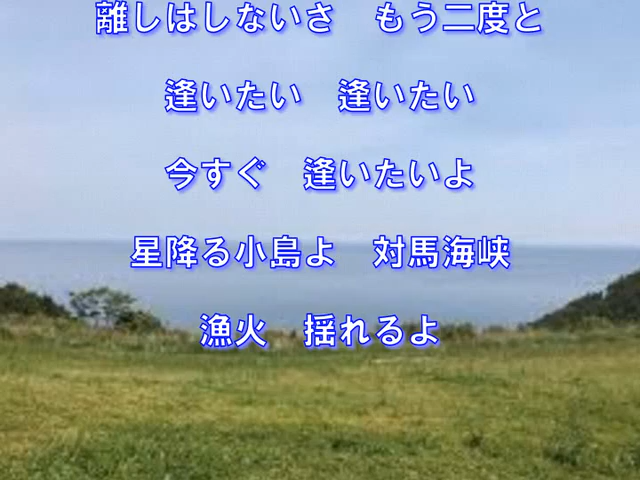 離しはしないさ　もう二度と
逢いたい　逢いたい
今すぐ　逢いたいよ
星降る小島よ　対馬海峡
漁火　揺れるよ